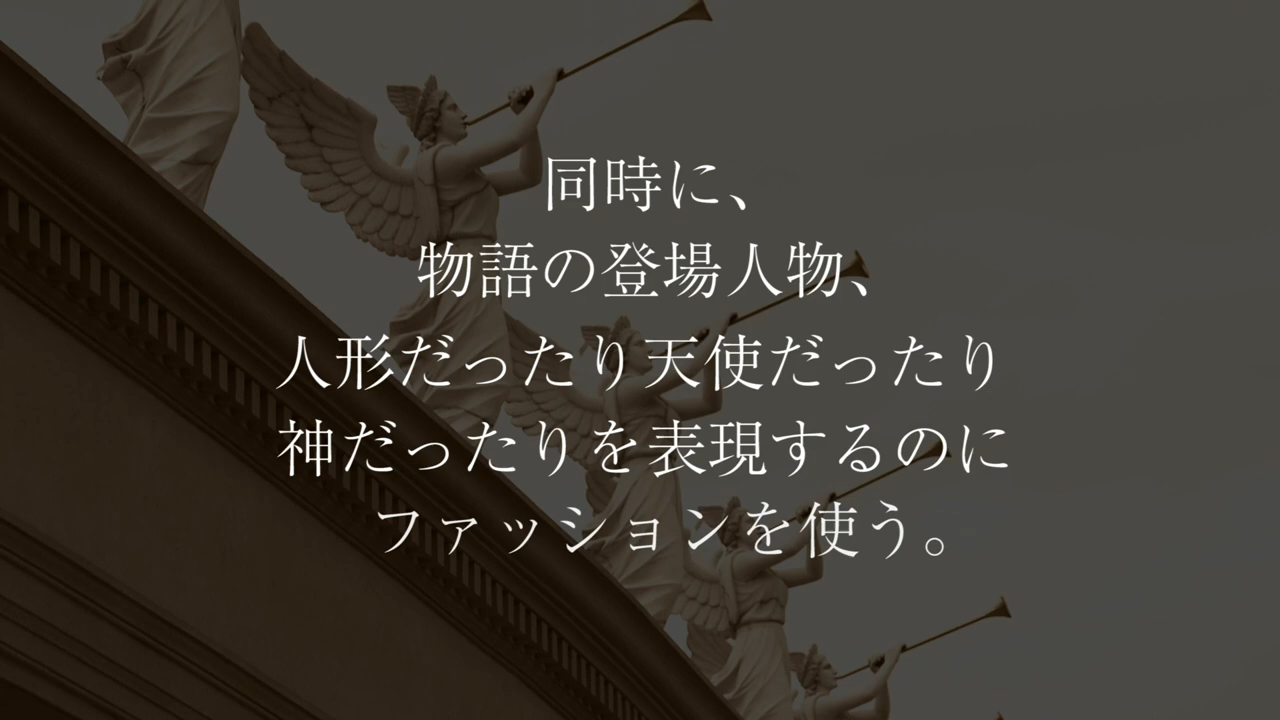 同時に、
物語の登場人物、
人形だったり天使だったり
神だったりを表現するのに
ファッションを使う。